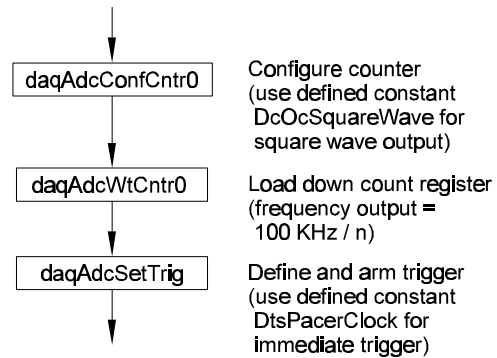 daqAdcConfCntr0
Configure counter
(use defined constant
DcOcSquareWave for
square wave output)
daqAdcWtCntr0
Load down count register
(frequency output =
100 KHz / n)
daqAdcSetTrig
Define and arm trigger
(use defined constant
DtsPacerClock for
immediate trigger)